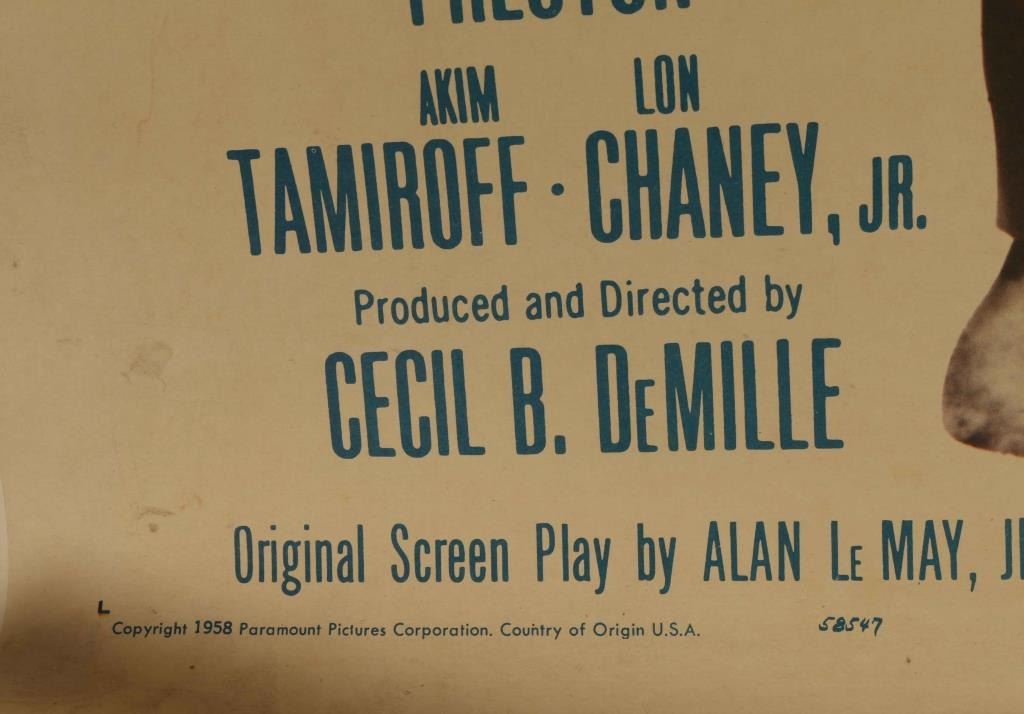 PRESTON
AKIM LON
TAMIROFF · CHANEY, JR.
Produced and Directed by
CECIL B. DeMILLE
Original Screen Play by ALAN LE MAY,
L
Copyright 1958 Paramount Pictures Corporation. Country of Origin U.S.A. 58547